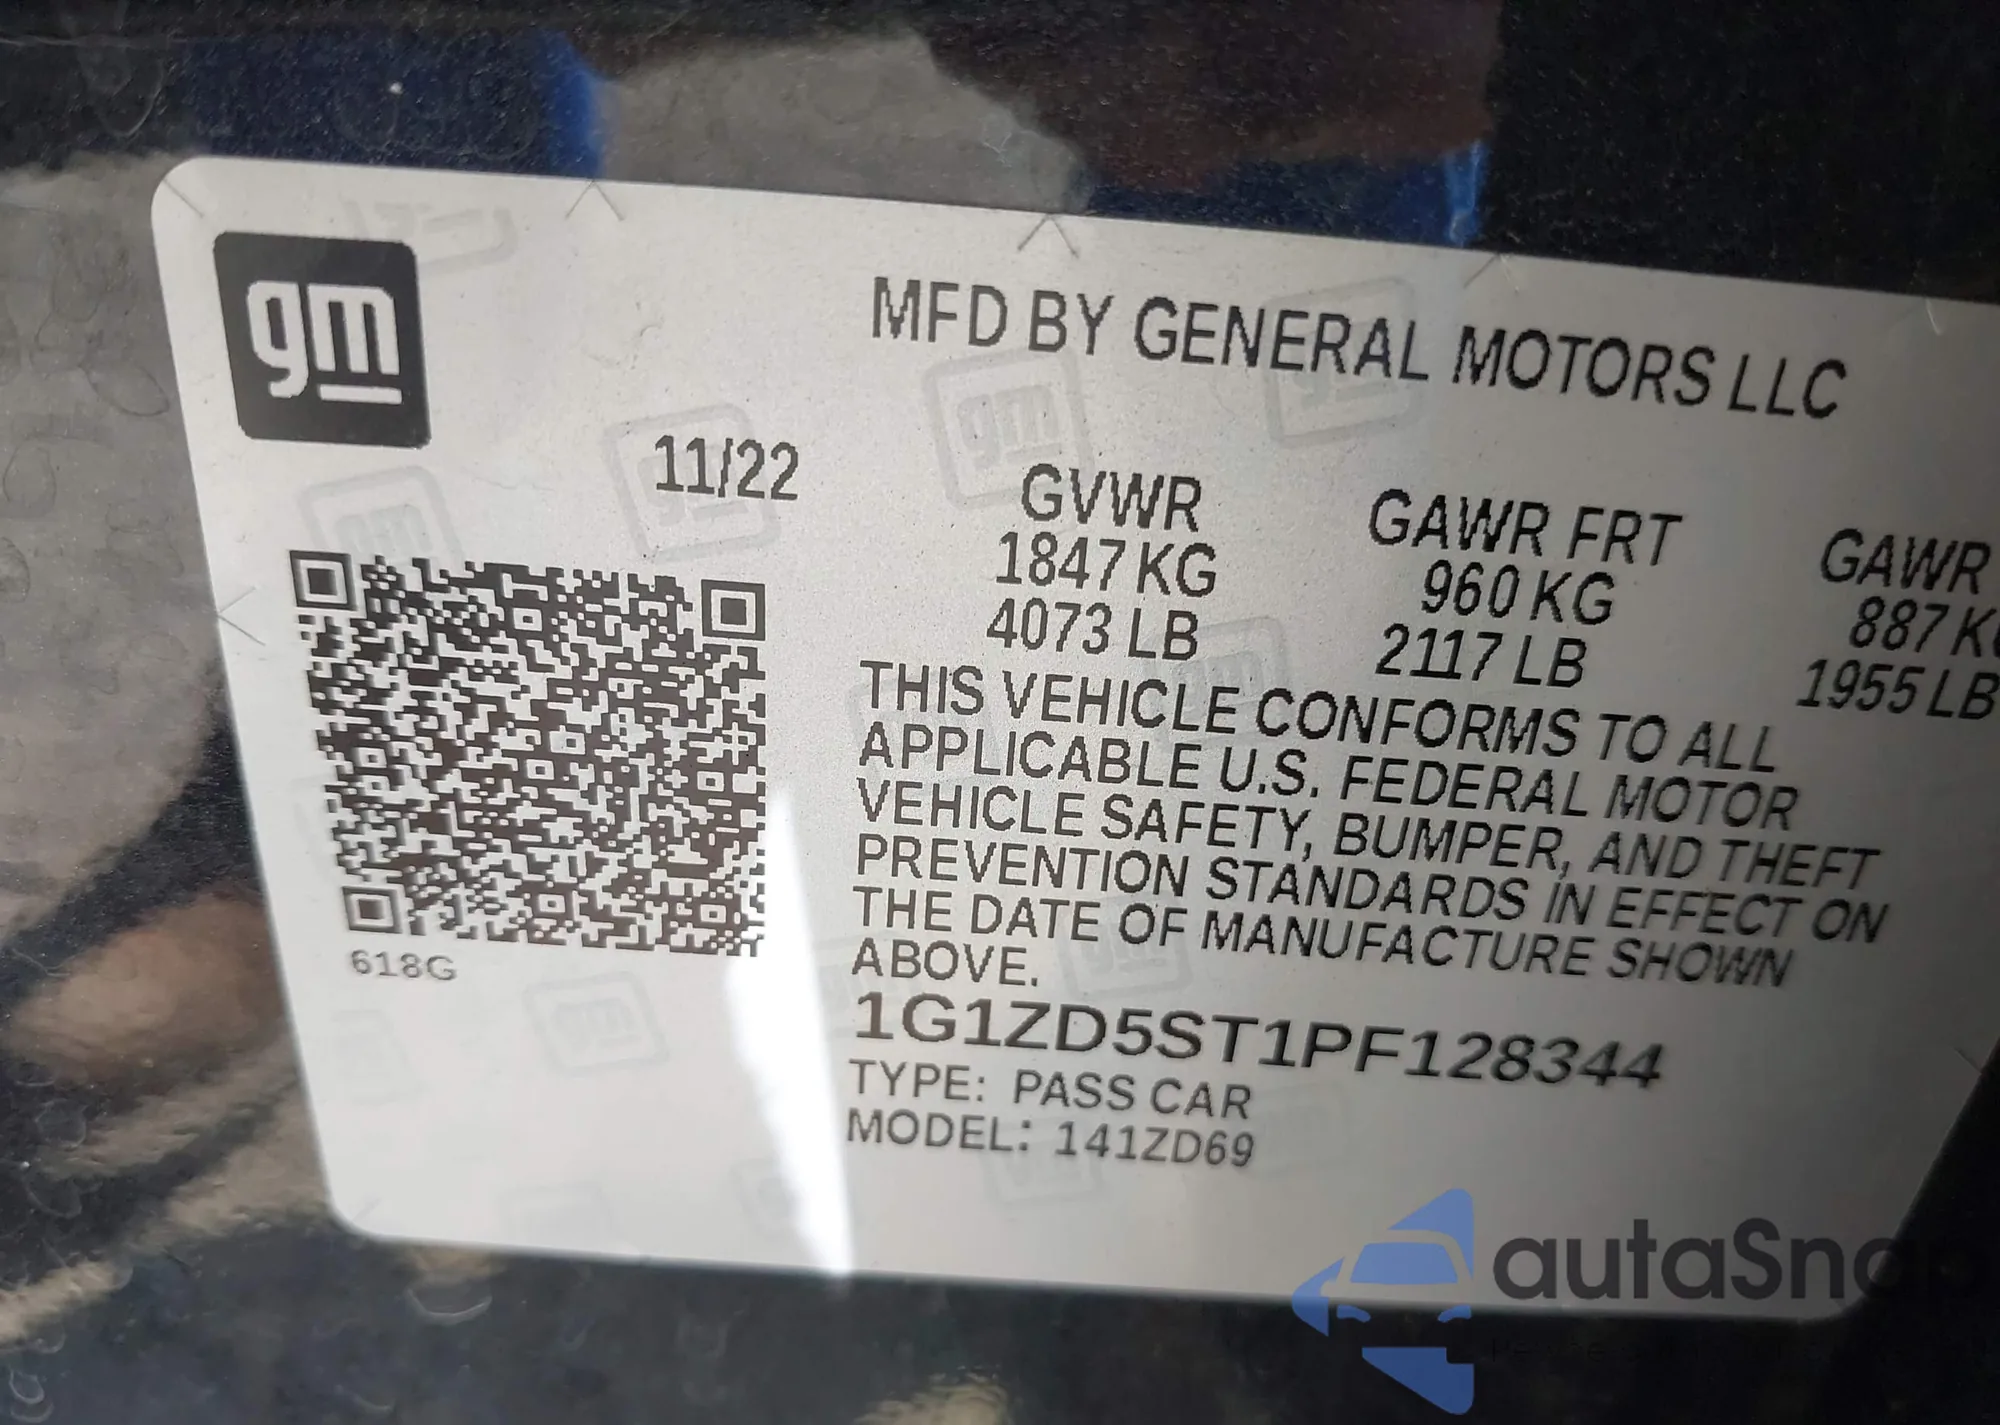 gm
MFD BY GENERAL MOTORS LLC
11/22
GVWR GAWR FRT GAWR
1847 KG 960 KG 887 K
4073 LB 2117 LB 1955 LB
THIS VEHICLE CONFORMS TO ALL
APPLICABLE U.S. FEDERAL MOTOR
VEHICLE SAFETY, BUMPER, AND THEFT
PREVENTION STANDARDS IN EFFECT ON
THE DATE OF MANUFACTURE SHOWN
ABOVE.
618G
1G1ZD5ST1PF128344
TYPE: PASS CAR
MODEL: 141ZD69
autaSna